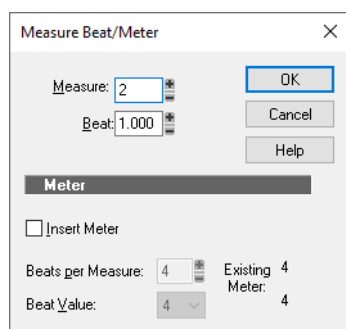 Measure Beat/Meter
Measure: 2
OK
Beat: 1.000
Cancel
Help
Meter
Insert Meter
Beats per Measure: 4
Existing Meter: 4
Beat Value: 4
4